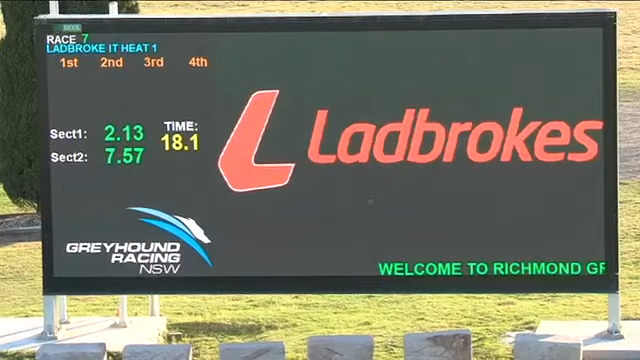 RACE 7
LADBROKE IT HEAT 1
1st 2nd 3rd 4th
Sect1: 2.13 TIME:
Sect2: 7.57 18.1
Ladbrokes
GREYHOUND
RACING
NSW
WELCOME TO RICHMOND GR